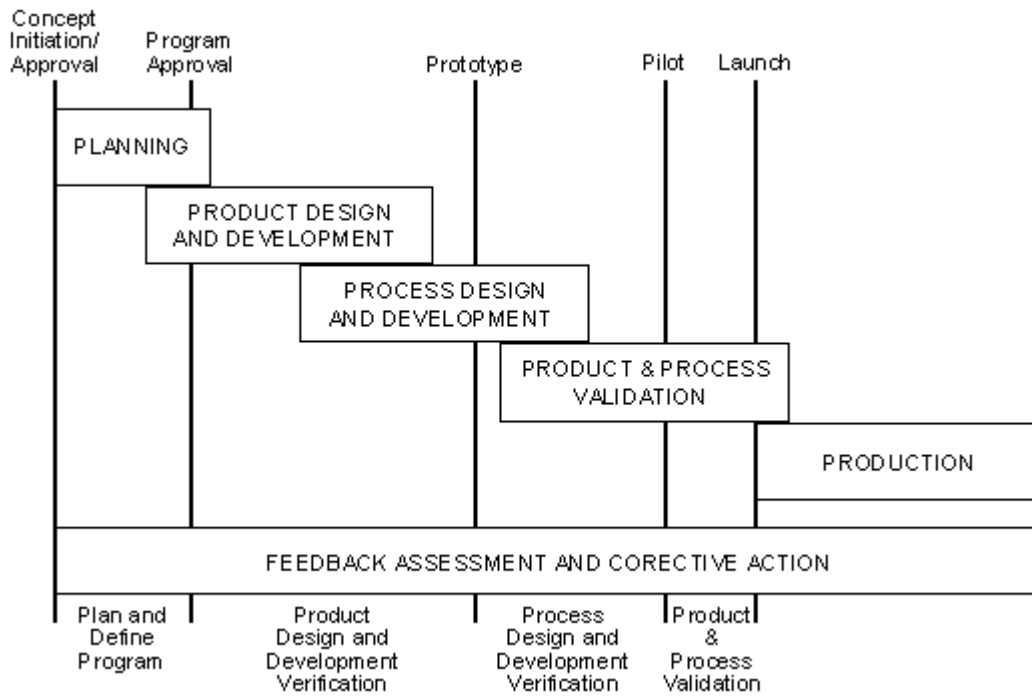 Concept
Initiation/
Approval
Program
Approval
Prototype
Pilot
Launch
PLANNING
PRODUCT DESIGN
AND DEVELOPMENT
PROCESS DESIGN
AND DEVELOPMENT
PRODUCT & PROCESS
VALIDATION
PRODUCTION
FEEDBACK ASSESSMENT AND CORECTIVE ACTION
Plan and
Define
Program
Product
Design and
Development
Verification
Process
Design and
Development
Verification
Product
&
Process
Validation